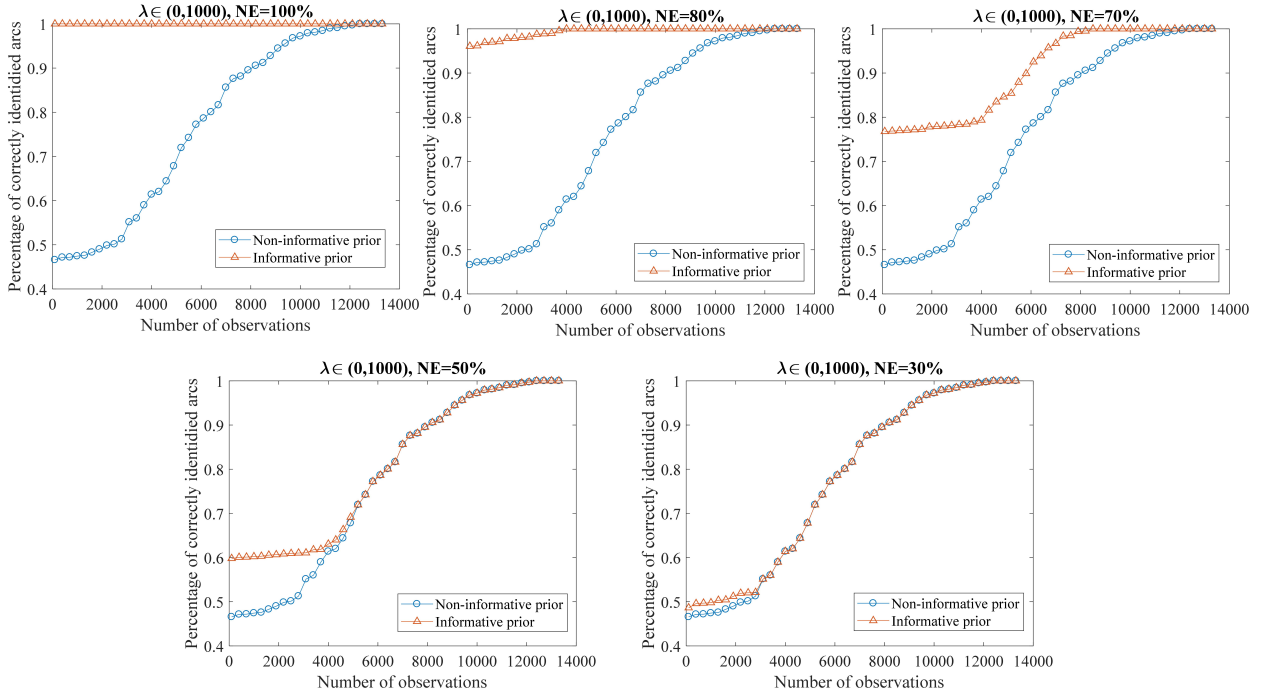 λ∈ (0,1000), NE=100%
Percentage of correctly identidied arcs
1
0.9
0.8
0.7
0.6
0.5
0.4
Non-informative prior
Informative prior
0 2000 4000 6000 8000 10000 12000 14000
Number of observations
λ∈ (0,1000), NE=80%
Percentage of correctly identidied arcs
1
0.9
0.8
0.7
0.6
0.5
0.4
Non-informative prior
Informative prior
0 2000 4000 6000 8000 10000 12000 14000
Number of observations
λ∈ (0,1000), NE=70%
Percentage of correctly identidied arcs
1
0.9
0.8
0.7
0.6
0.5
0.4
Non-informative prior
Informative prior
0 2000 4000 6000 8000 10000 12000 14000
Number of observations
λ∈ (0,1000), NE=50%
Percentage of correctly identidied arcs
1
0.9
0.8
0.7
0.6
0.5
0.4
Non-informative prior
Informative prior
0 2000 4000 6000 8000 10000 12000 14000
Number of observations
λ∈ (0,1000), NE=30%
Percentage of correctly identidied arcs
1
0.9
0.8
0.7
0.6
0.5
0.4
Non-informative prior
Informative prior
0 2000 4000 6000 8000 10000 12000 14000
Number of observations